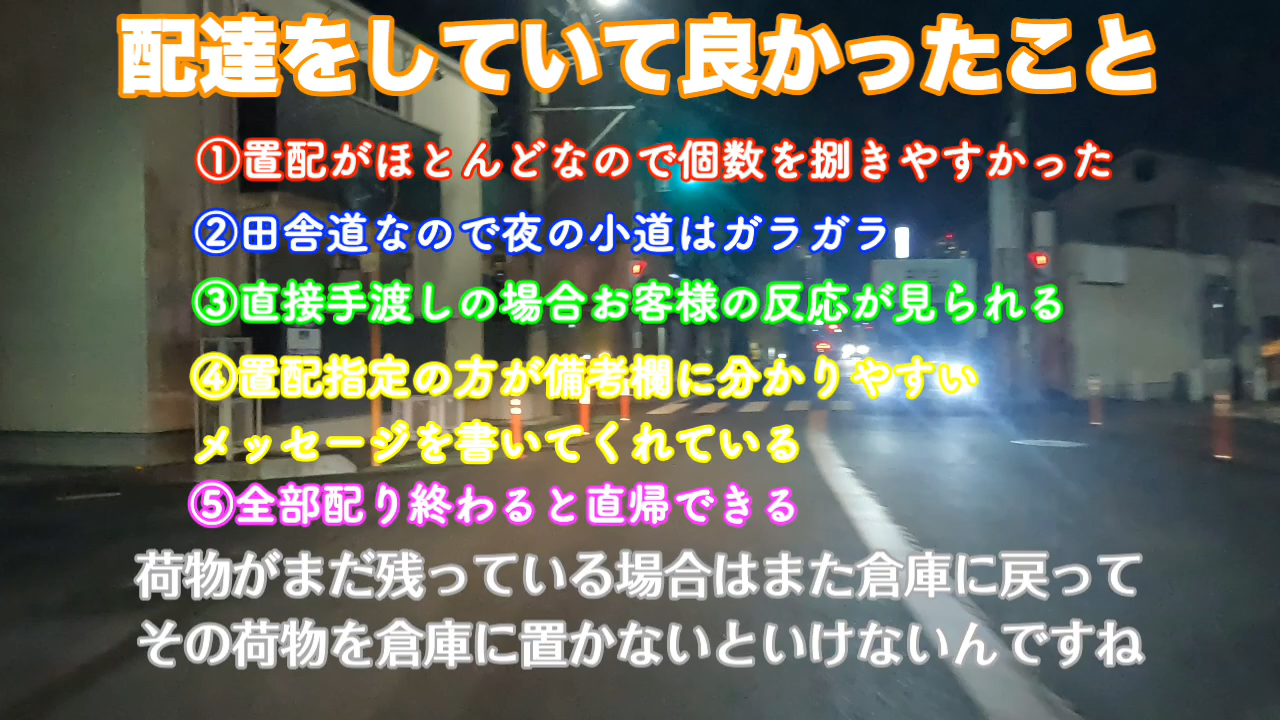 配達をしていて良かったこと
①置配がほとんどなので個数を捌きやすかった
②田舎道なので夜の小道はガラガラ
③直接手渡しの場合お客様の反応が見られる
④置配指定の方が備考欄に分かりやすい
メッセージを書いてくれている
⑤全部配り終わると直帰できる
荷物がまだ残っている場合はまた倉庫に戻って
その荷物を倉庫に置かないといけないんですね